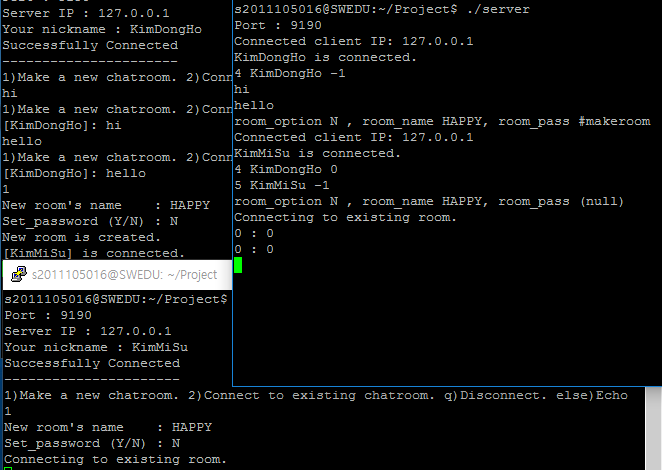 Server IP : 127.0.0.1
Your nickname : KimDongHo
Successfully Connected
----------------------
1)Make a new chatroom. 2)Conn
hi
1)Make a new chatroom. 2)Conn
[KimDongHo]: hi
hello
1)Make a new chatroom. 2)Conn
[KimDongHo]: hello
1
New room's name    : HAPPY
Set_password (Y/N) : N
New room is created.
[KimMiSu] is connected.
s2011105016@SWEDU:~/Project$ ./server
Port : 9190
Connected client IP: 127.0.0.1
KimDongHo is connected.
4 KimDongHo -1
hi
hello
room_option N , room_name HAPPY, room_pass #makeroom
Connected client IP: 127.0.0.1
KimMiSu is connected.
4 KimDongHo 0
5 KimMiSu -1
room_option N , room_name HAPPY, room_pass (null)
Connecting to existing room.
0 : 0
0 : 0
s2011105016@SWEDU: ~/Project
s2011105016@SWEDU:~/Project$
Port : 9190
Server IP : 127.0.0.1
Your nickname : KimMiSu
Successfully Connected
----------------------
1)Make a new chatroom. 2)Connect to existing chatroom. q)Disconnect. else)Echo
1
New room's name    : HAPPY
Set_password (Y/N) : N
Connecting to existing room.